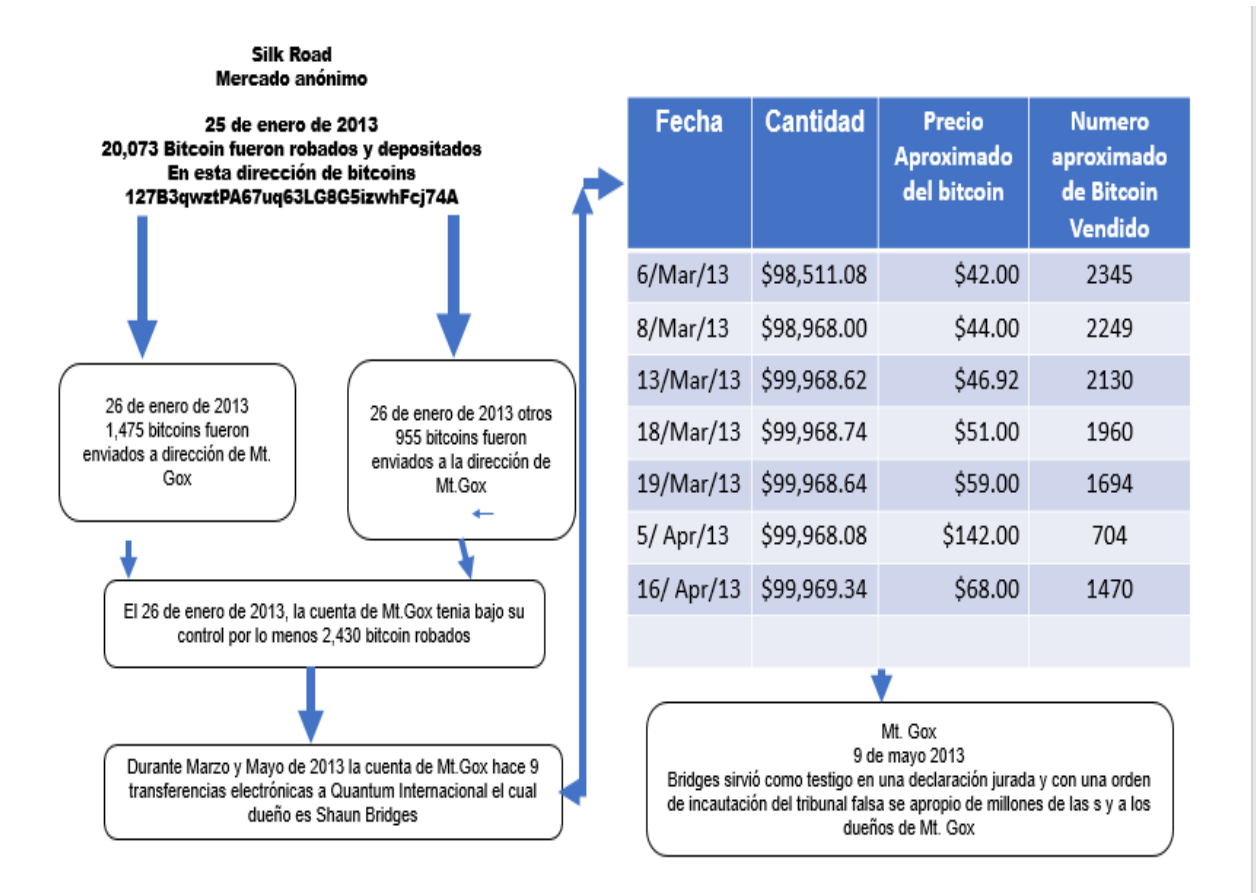 Silk Road
Mercado anónimo
25 de enero de 2013
20,073 Bitcoin fueron robados y depositados
En esta dirección de bitcoins
127B3qwztPA67uq63LG8G5izwhFcj74A
26 de enero de 2013
1,475 bitcoins fueron
enviados a dirección de Mt.
Gox
26 de enero de 2013 otros
955 bitcoins fueron
enviados a la dirección de
Mt.Gox
El 26 de enero de 2013, la cuenta de Mt.Gox tenia bajo su
control por lo menos 2,430 bitcoin robados
Durante Marzo y Mayo de 2013 la cuenta de Mt.Gox hace 9
transferencias electrónicas a Quantum Internacional el cual
dueño es Shaun Bridges
Fecha Cantidad Precio Aproximado del bitcoin Numero aproximado de Bitcoin Vendido
6/Mar/13 $98,511.08 $42.00 2345
8/Mar/13 $98,968.00 $44.00 2249
13/Mar/13 $99,968.62 $46.92 2130
18/Mar/13 $99,968.74 $51.00 1960
19/Mar/13 $99,968.64 $59.00 1694
5/ Apr/13 $99,968.08 $142.00 704
16/ Apr/13 $99,969.34 $68.00 1470
Mt. Gox
9 de mayo 2013
Bridges sirvió como testigo en una declaración jurada y con una orden
de incautación del tribunal falsa se apropio de millones de las s y a los
dueños de Mt. Gox